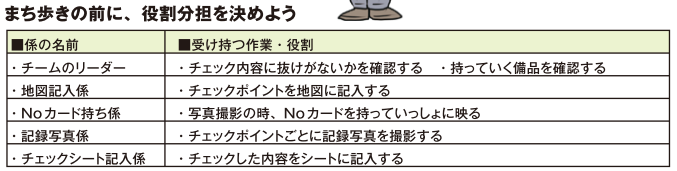 まち歩きの前に、役割分担を決めよう
■係の名前 ■受け持つ作業・役割
・チームのリーダー ・チェック内容に抜けがないかを確認する ・持っていく備品を確認する
・地図記入係 ・チェックポイントを地図に記入する
・Noカード持ち係 ・写真撮影の時、Noカードを持っていっしょに映る
・記録写真係 ・チェックポイントごとに記録写真を撮影する
・チェックシート記入係 ・チェックした内容をシートに記入する